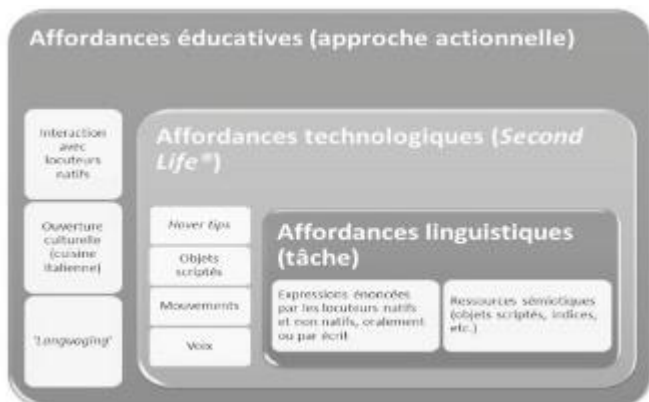 Affordances éducatives (approche actionnelle)
Interaction
avec
locuteurs
natifs
Ouverture
culturelle
(cuisine
italienne)
'Languaging'
Affordances technologiques (Second
Life®)
Hover tips
Objets
scriptés
Mouvements
Voix
Affordances linguistiques
(tâche)
Expressions énoncées
par les locuteurs natifs
et non natifs, oralement
ou par écrit
Ressources sémiotiques
(objets scriptés, indices,
etc.)